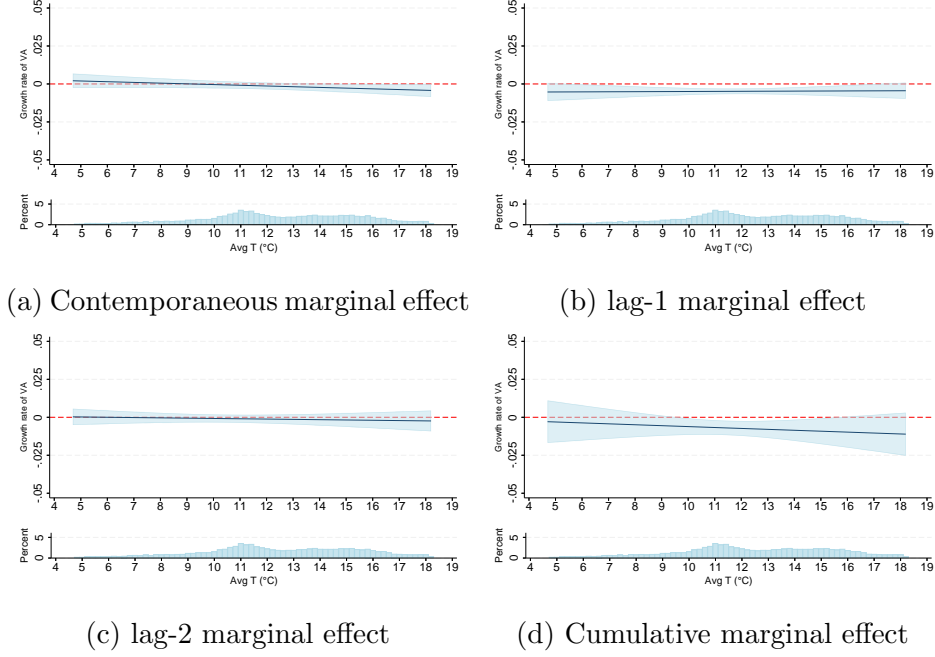 .05
.025
0
-.025
-.05
Growth rate of VA
4 5 6 7 8 9 10 11 12 13 14 15 16 17 18 19
5
0
Percent
4 5 6 7 8 9 10 11 12 13 14 15 16 17 18 19
Avg T (°C)
(a) Contemporaneous marginal effect
.05
.025
0
-.025
-.05
Growth rate of VA
4 5 6 7 8 9 10 11 12 13 14 15 16 17 18 19
5
0
Percent
4 5 6 7 8 9 10 11 12 13 14 15 16 17 18 19
Avg T (°C)
(b) lag-1 marginal effect
.05
.025
0
-.025
-.05
Growth rate of VA
4 5 6 7 8 9 10 11 12 13 14 15 16 17 18 19
5
0
Percent
4 5 6 7 8 9 10 11 12 13 14 15 16 17 18 19
Avg T (°C)
(c) lag-2 marginal effect
.05
.025
0
-.025
-.05
Growth rate of VA
4 5 6 7 8 9 10 11 12 13 14 15 16 17 18 19
5
0
Percent
4 5 6 7 8 9 10 11 12 13 14 15 16 17 18 19
Avg T (°C)
(d) Cumulative marginal effect